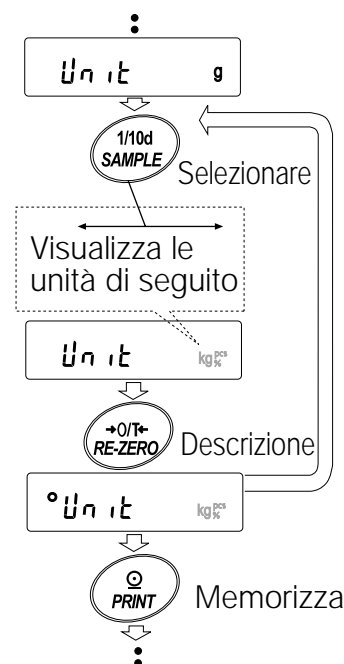 Unit g
1/10d
SAMPLE
Selezionare
Visualizza le
unità di seguito
Unit kg pcs %
→0/T←
RE-ZERO
Descrizione
°Unit kg pcs %
PRINT
Memorizza